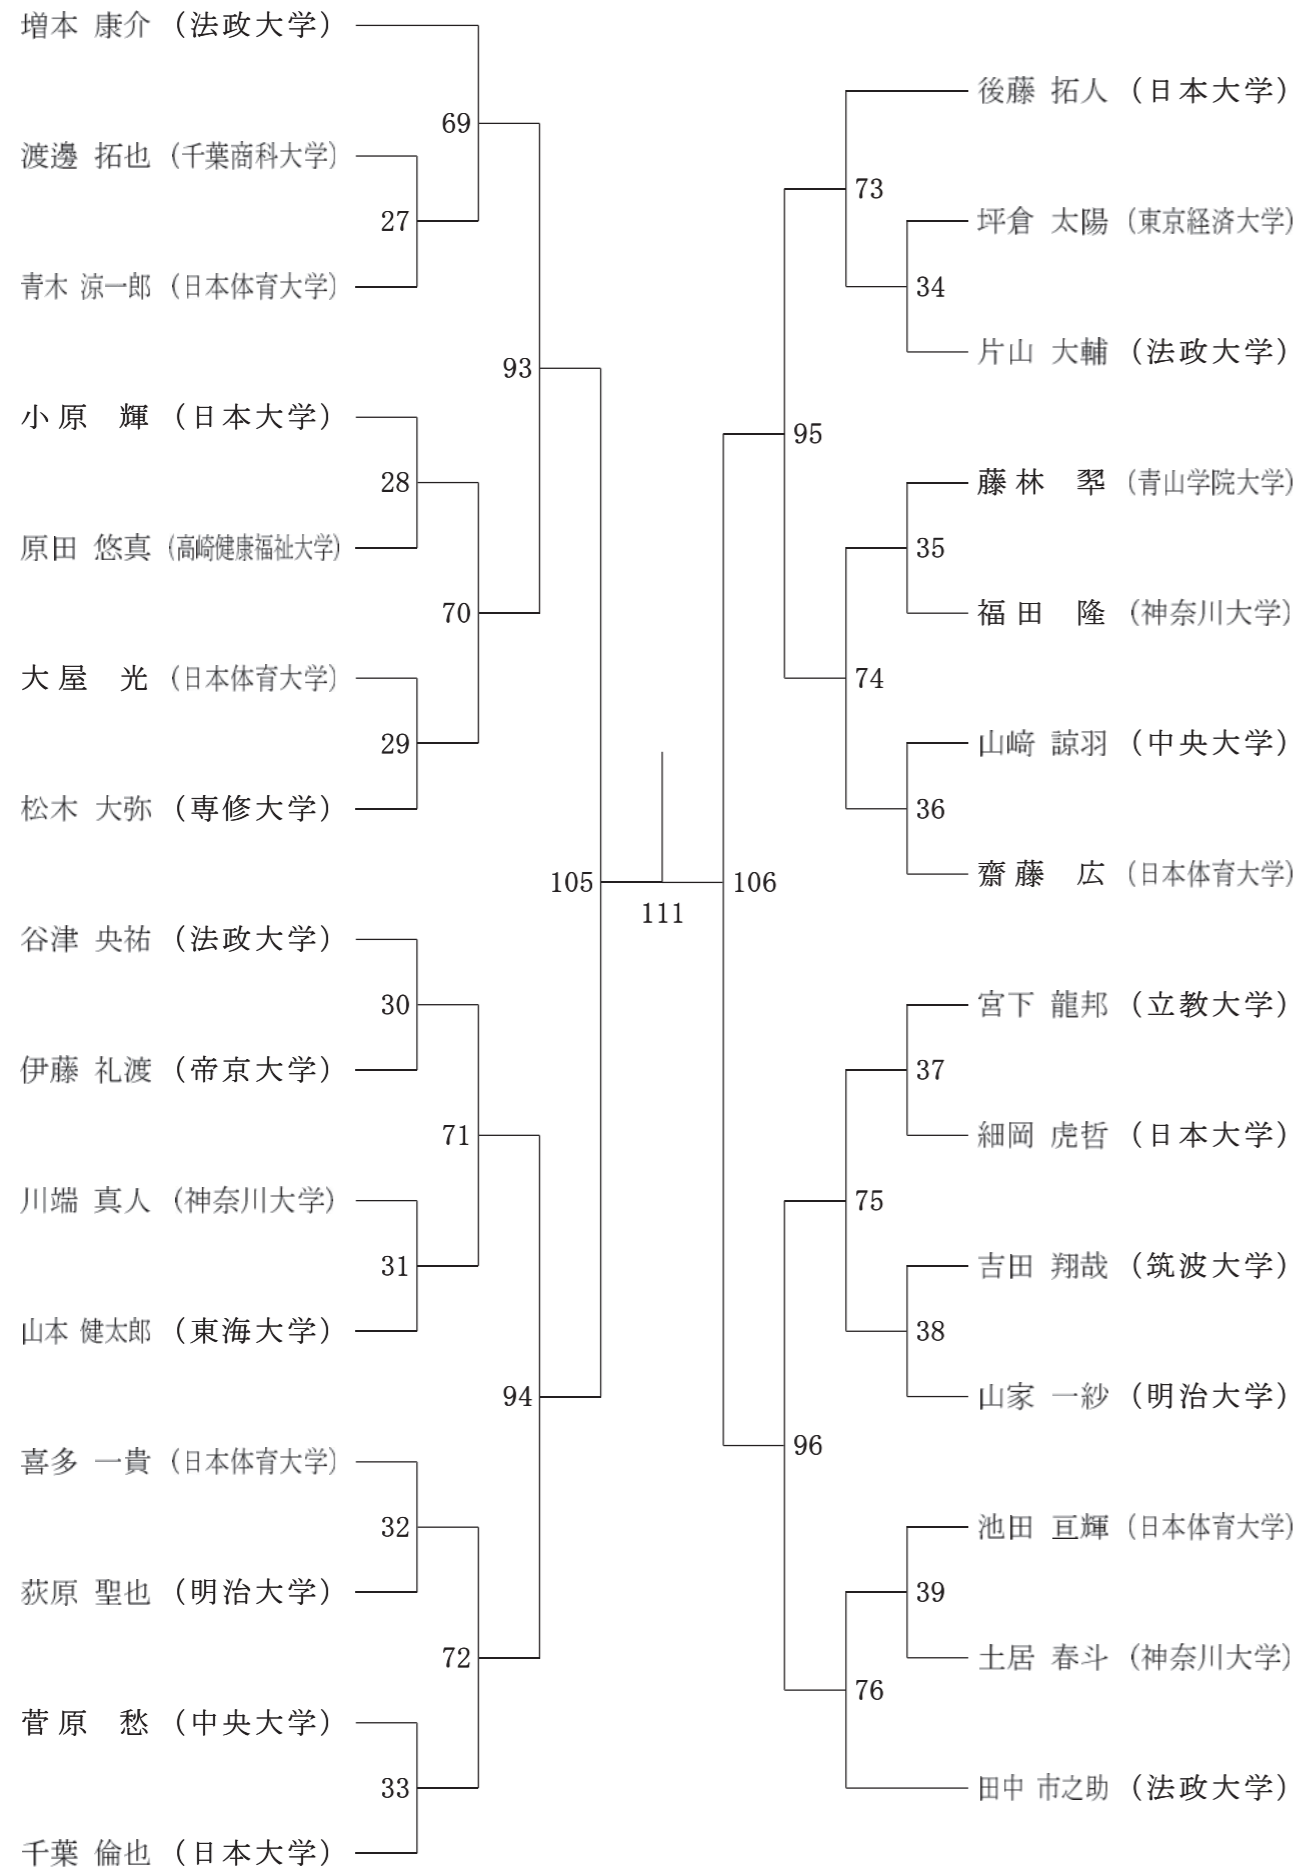 増本 康介 (法政大学)
69
渡邊 拓也 (千葉商科大学)
27
青木 涼一郎 (日本体育大学)
93
小原 輝 (日本大学)
28
原田 悠真 (高崎健康福祉大学)
70
大屋 光 (日本体育大学)
29
松木 大弥 (専修大学)
105
谷津 央祐 (法政大学)
30
伊藤 礼渡 (帝京大学)
71
川端 真人 (神奈川大学)
31
山本 健太郎 (東海大学)
94
喜多 一貴 (日本体育大学)
32
荻原 聖也 (明治大学)
72
菅原 愁 (中央大学)
33
千葉 倫也 (日本大学)
111
後藤 拓人 (日本大学)
73
坪倉 太陽 (東京経済大学)
34
片山 大輔 (法政大学)
95
藤林 翆 (青山学院大学)
35
福田 隆 (神奈川大学)
74
山﨑 諒羽 (中央大学)
36
齋藤 広 (日本体育大学)
106
宮下 龍邦 (立教大学)
37
細岡 虎哲 (日本大学)
75
吉田 翔哉 (筑波大学)
38
山家 一紗 (明治大学)
96
池田 亘輝 (日本体育大学)
39
土居 春斗 (神奈川大学)
76
田中 市之助 (法政大学)